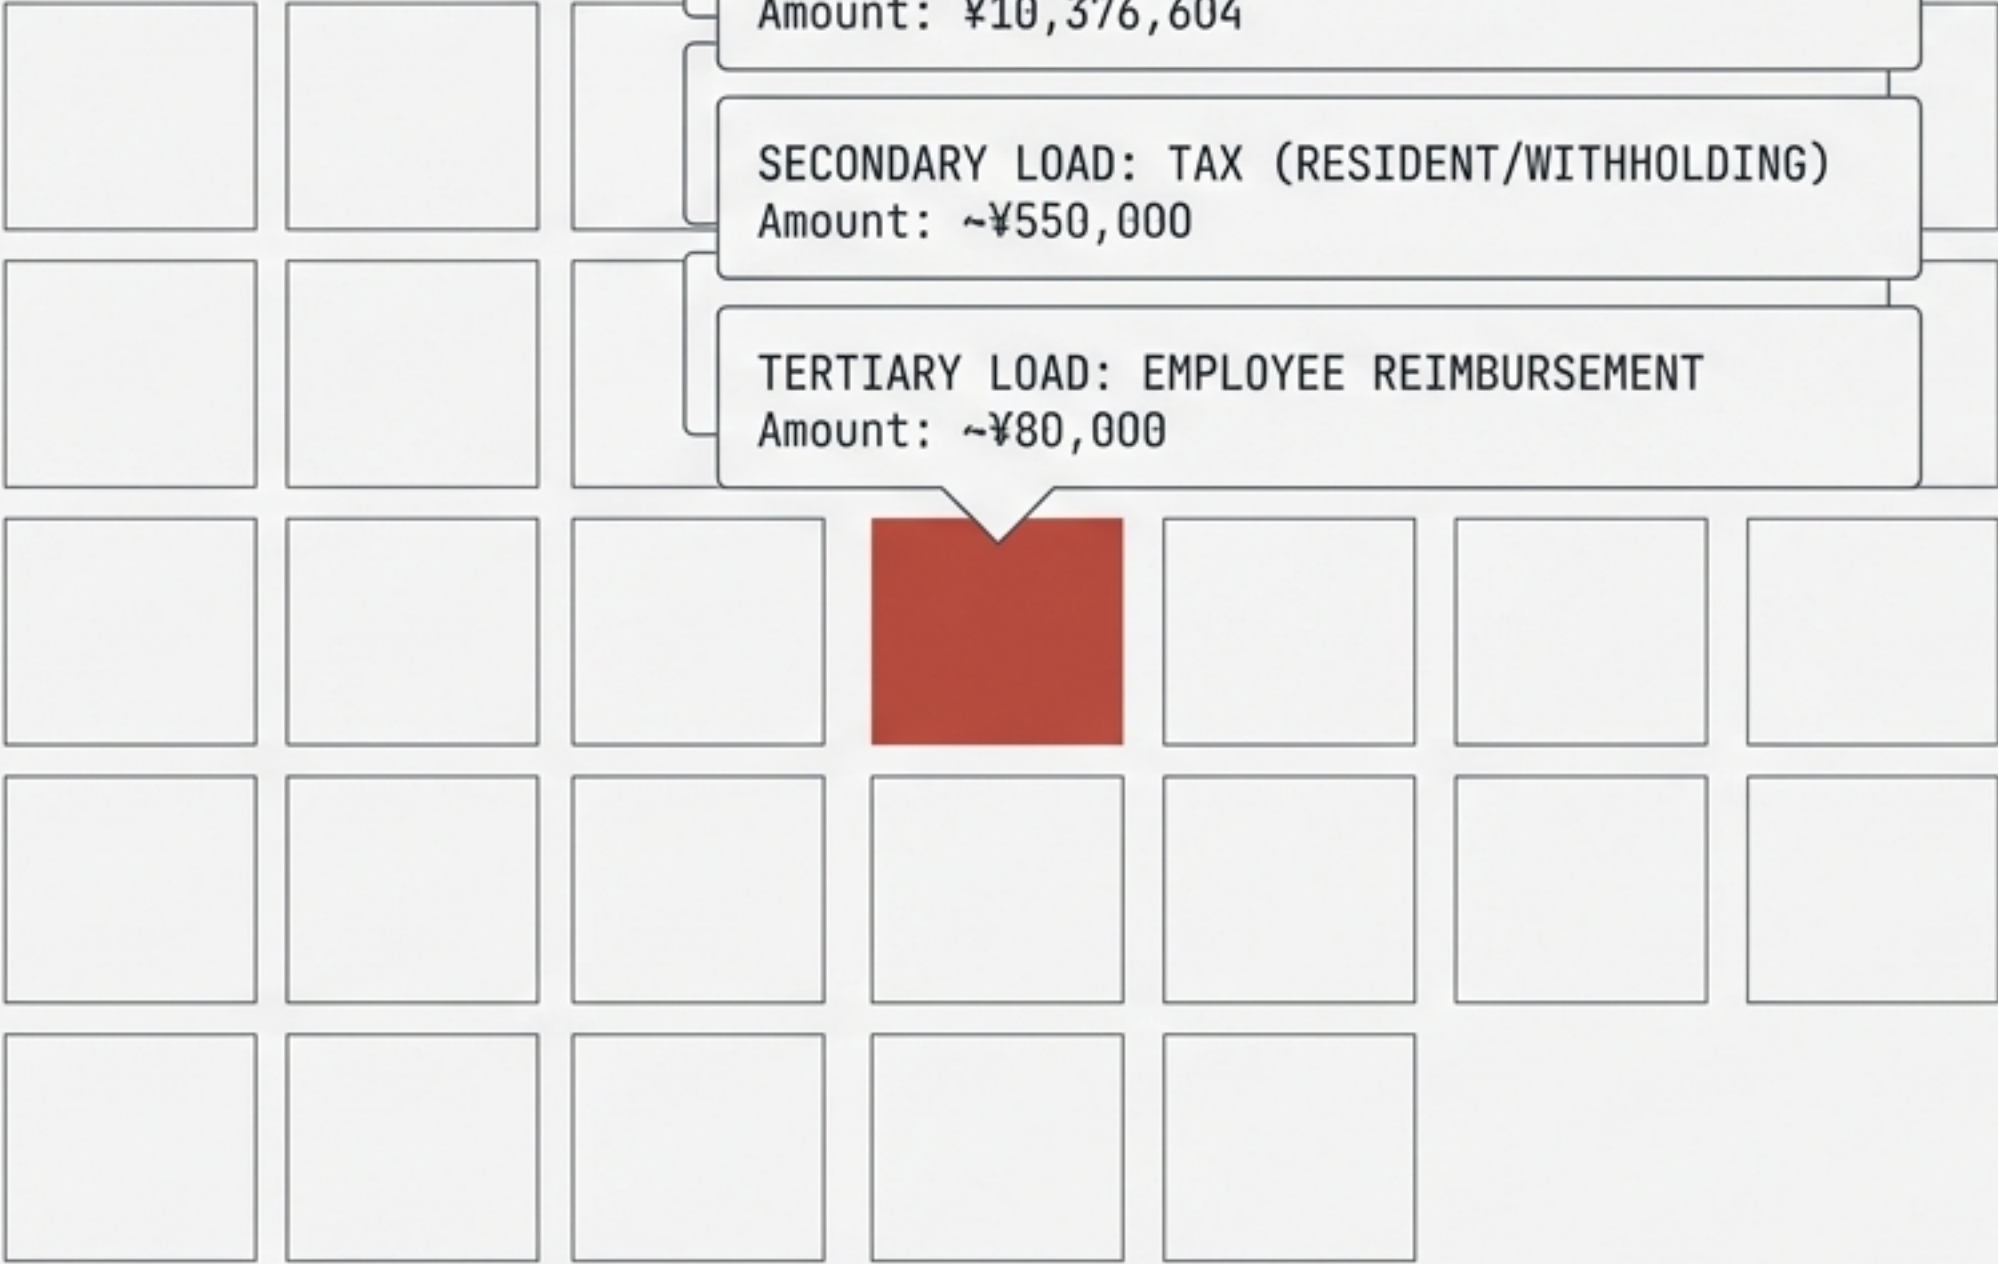 Amount: ¥10,376,604
SECONDARY LOAD: TAX (RESIDENT/WITHHOLDING)
Amount: ~¥550,000
TERTIARY LOAD: EMPLOYEE REIMBURSEMENT
Amount: ~¥80,000